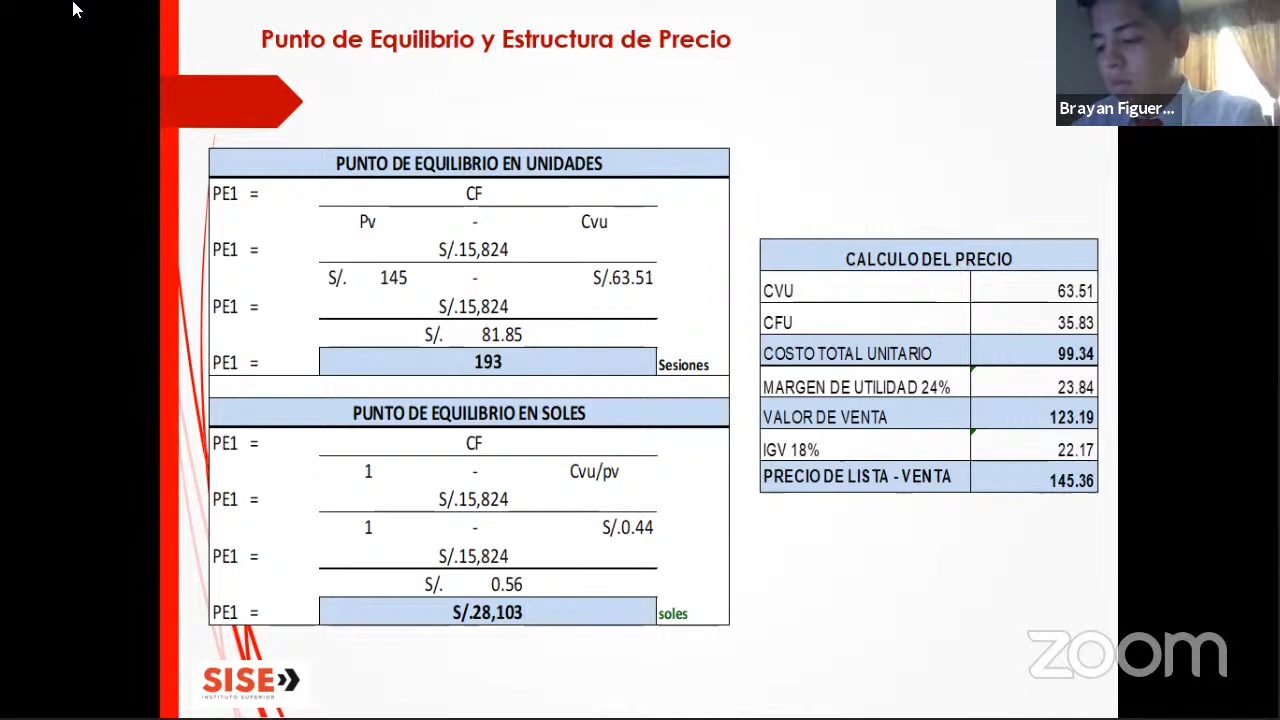 Punto de Equilibrio y Estructura de Precio
Brayan Figuer...
PUNTO DE EQUILIBRIO EN UNIDADES
PE1 = CF
Pv - Cvu
PE1 = S/.15,824
S/. 145 - S/.63.51
PE1 = S/.15,824
S/. 81.85
PE1 = 193 Sesiones
PUNTO DE EQUILIBRIO EN SOLES
PE1 = CF
1 - Cvu/pv
PE1 = S/.15,824
1 - S/.0.44
PE1 = S/.15,824
S/. 0.56
PE1 = S/.28,103 soles
CALCULO DEL PRECIO
CVU 63.51
CFU 35.83
COSTO TOTAL UNITARIO 99.34
MARGEN DE UTILIDAD 24% 23.84
VALOR DE VENTA 123.19
IGV 18% 22.17
PRECIO DE LISTA - VENTA 145.36
SISE
INSTITUTO SUPERIOR
zoom